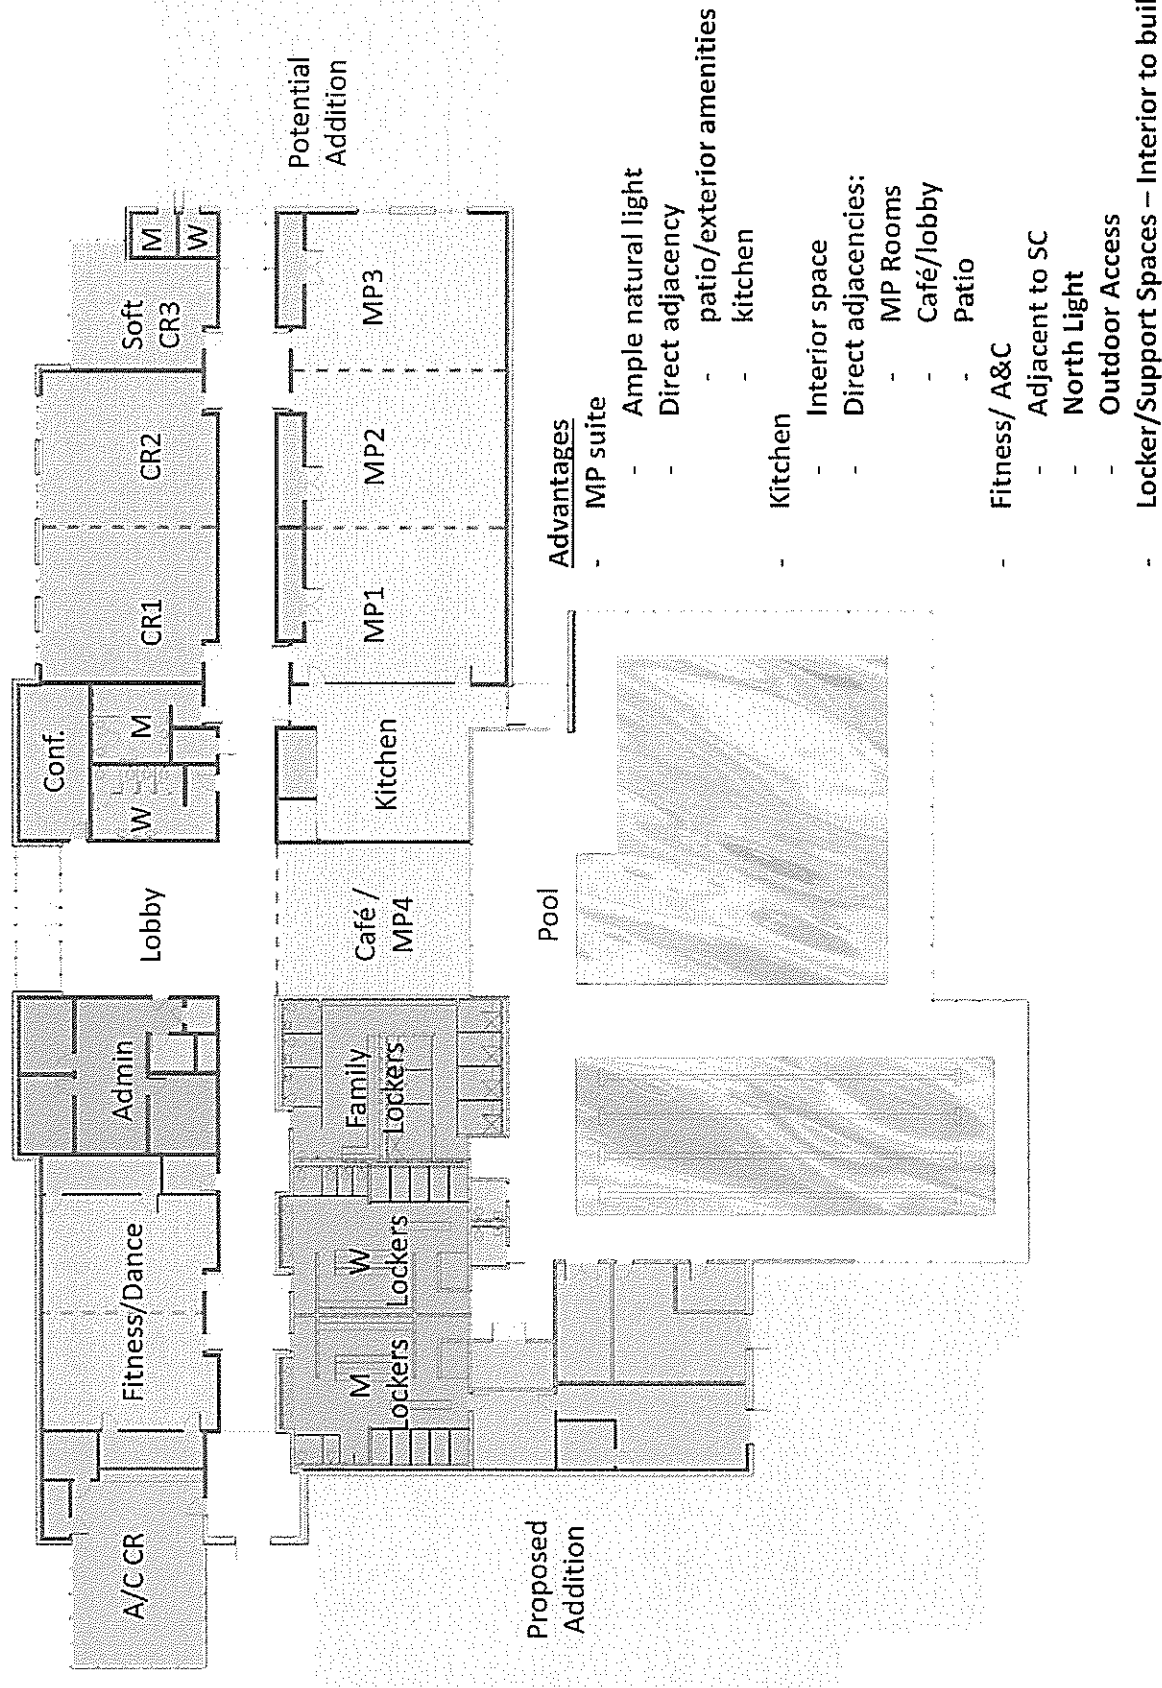 A/C CR
Fitness/Dance
Admin
Lobby
Conf.
W
M
CR1
CR2
Soft
CR3
M
W
Potential
Addition
M
Lockers
W
Lockers
Family
Lockers
Café /
MP4
Kitchen
MP1
MP2
MP3
Proposed
Addition
Pool
Advantages
- MP suite
- Ample natural light
- Direct adjacency
- patio/exterior amenities
- kitchen
- Kitchen
- Interior space
- Direct adjacencies:
- MP Rooms
- Café/lobby
- Patio
- Fitness/ A&C
- Adjacent to SC
- North Light
- Outdoor Access
- Locker/Support Spaces – Interior to buil